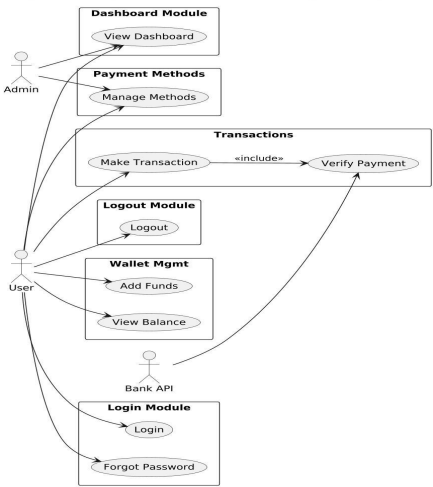 Dashboard Module
View Dashboard
Admin
Payment Methods
Manage Methods
Transactions
Make Transaction
«include»
Verify Payment
Logout Module
Logout
User
Wallet Mgmt
Add Funds
View Balance
Bank API
Login Module
Login
Forgot Password